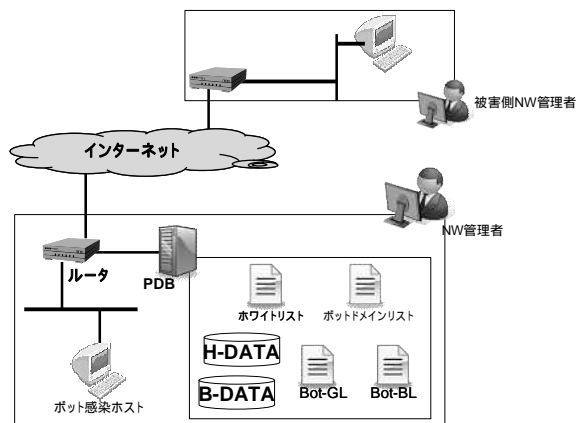 被害側NW管理者
インターネット
NW管理者
ルータ
PDB
ホワイトリスト
ボットドメインリスト
H-DATA
B-DATA
Bot-GL
Bot-BL
ボット感染ホスト